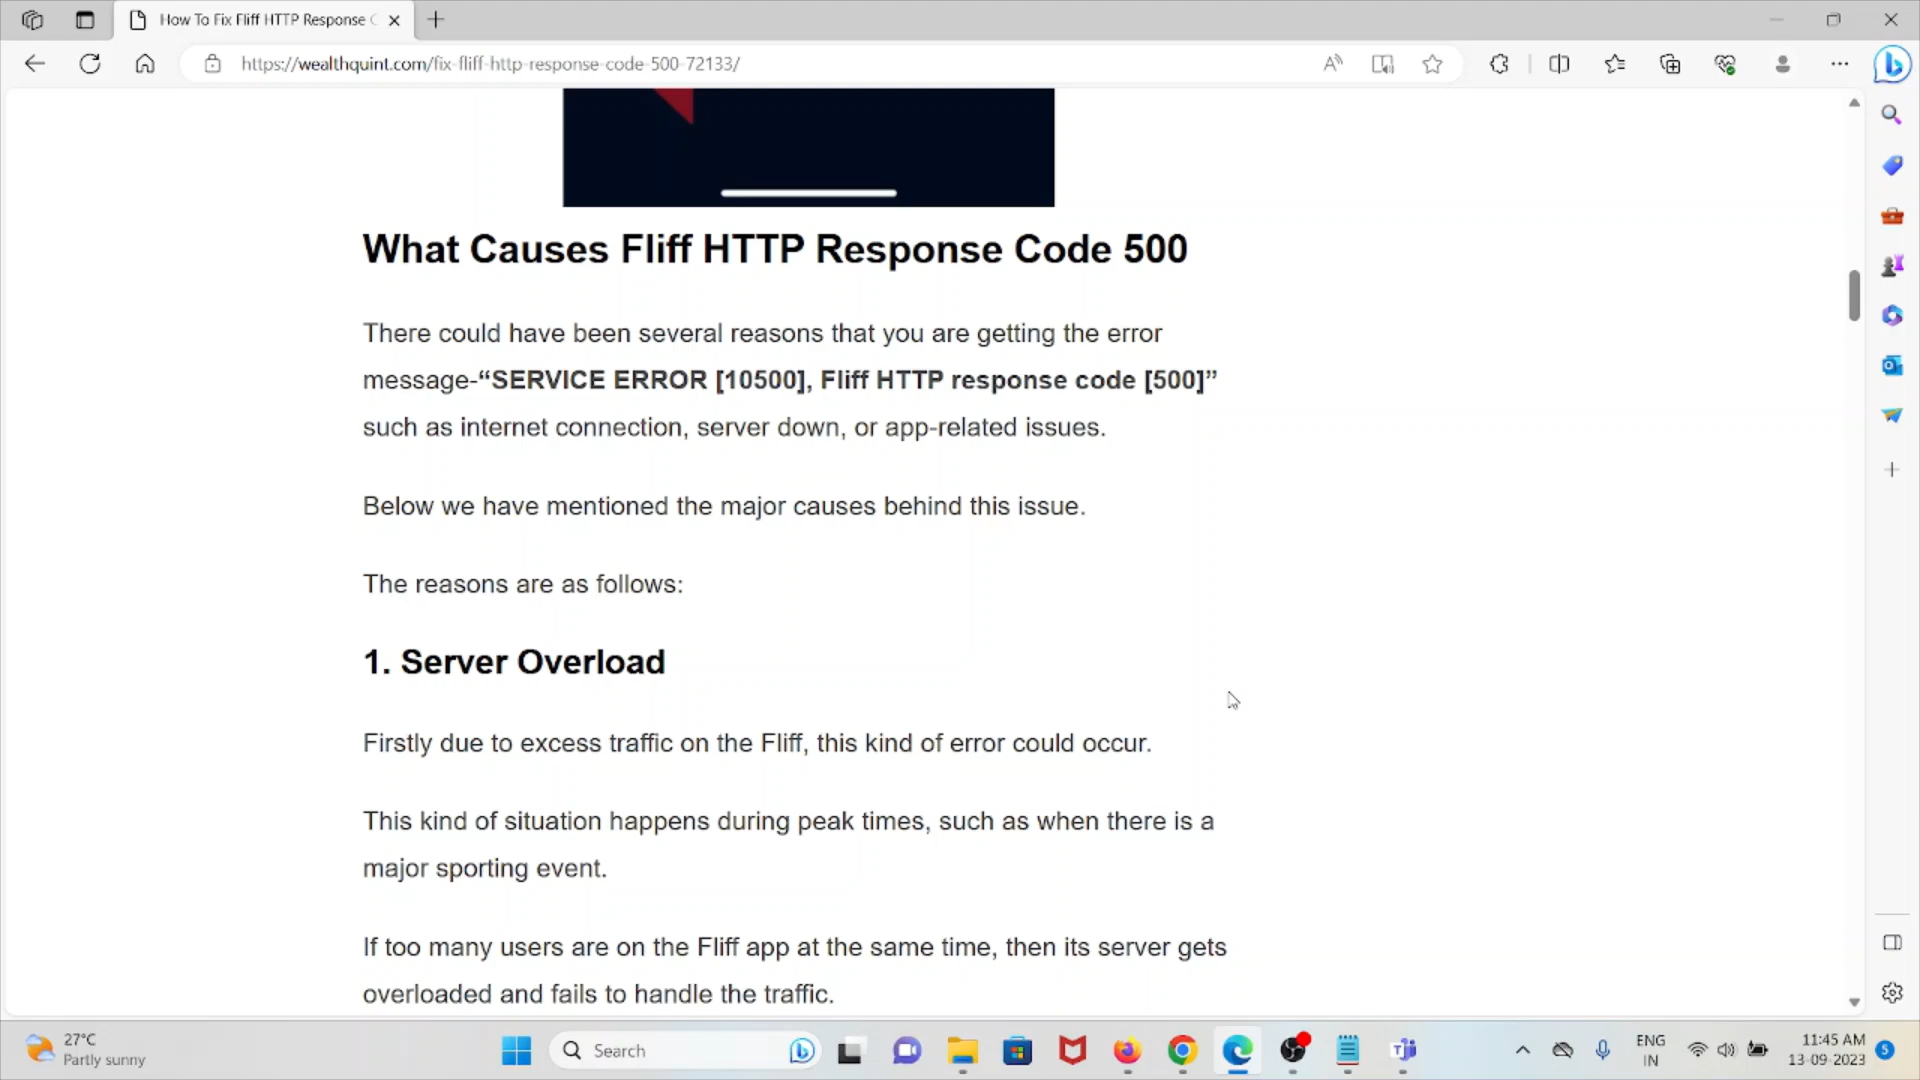 How To Fix Fliff HTTP Response
https://wealthquint.com/fix-fliff-http-response-code-500-72133/
What Causes Fliff HTTP Response Code 500
There could have been several reasons that you are getting the error
message-“SERVICE ERROR [10500], Fliff HTTP response code [500]”
such as internet connection, server down, or app-related issues.
Below we have mentioned the major causes behind this issue.
The reasons are as follows:
1. Server Overload
Firstly due to excess traffic on the Fliff, this kind of error could occur.
This kind of situation happens during peak times, such as when there is a
major sporting event.
If too many users are on the Fliff app at the same time, then its server gets
overloaded and fails to handle the traffic.
27°C
Partly sunny
Search
ENG
IN
11:45 AM
13-09-2023
5